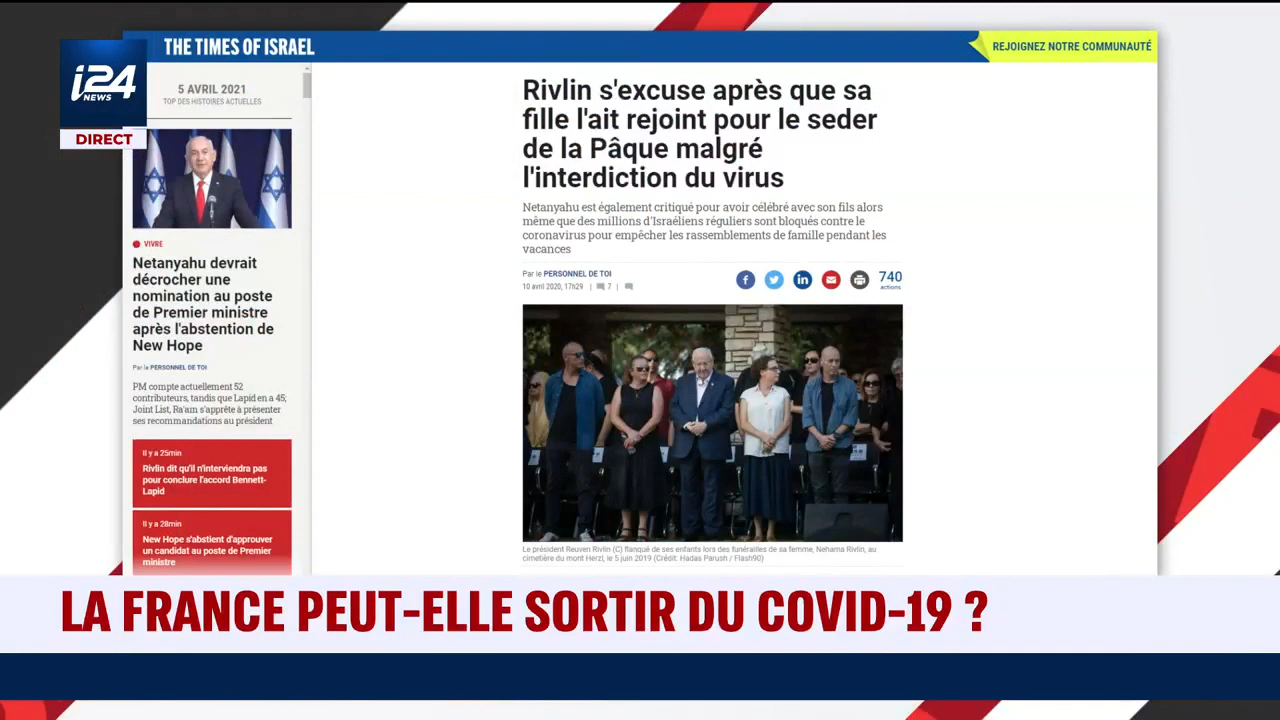 THE TIMES OF ISRAEL
REJOIGNEZ NOTRE COMMUNAUTÉ
i24
NEWS
DIRECT
5 AVRIL 2021
TOP DES HISTOIRES ACTUELLES
VIVRE
Netanyahu devrait
décrocher une
nomination au poste
de Premier ministre
après l'abstention de
New Hope
Par le PERSONNEL DE TOI
PM compte actuellement 52
contributeurs, tandis que Lapid en a 45;
Joint List, Ra'am s'apprête à présenter
ses recommandations au président
Il y a 25min
Rivlin dit qu'il n'interviendra pas
pour conclure l'accord Bennett-
Lapid
Il y a 28min
New Hope s'abstient d'approuver
un candidat au poste de Premier
ministre
Rivlin s'excuse après que sa
fille l'ait rejoint pour le seder
de la Pâque malgré
l'interdiction du virus
Netanyahu est également critiqué pour avoir célébré avec son fils alors
même que des millions d'Israéliens réguliers sont bloqués contre le
coronavirus pour empêcher les rassemblements de famille pendant les
vacances
Par le PERSONNEL DE TOI
10 avril 2020, 17h29 | 7 |
740
actions
Le président Reuven Rivlin (C) flanqué de ses enfants lors des funérailles de sa femme, Nehama Rivlin, au
cimetière du mont Herzl, le 5 juin 2019 (Crédit: Hadas Parush / Flash90)
LA FRANCE PEUT-ELLE SORTIR DU COVID-19 ?